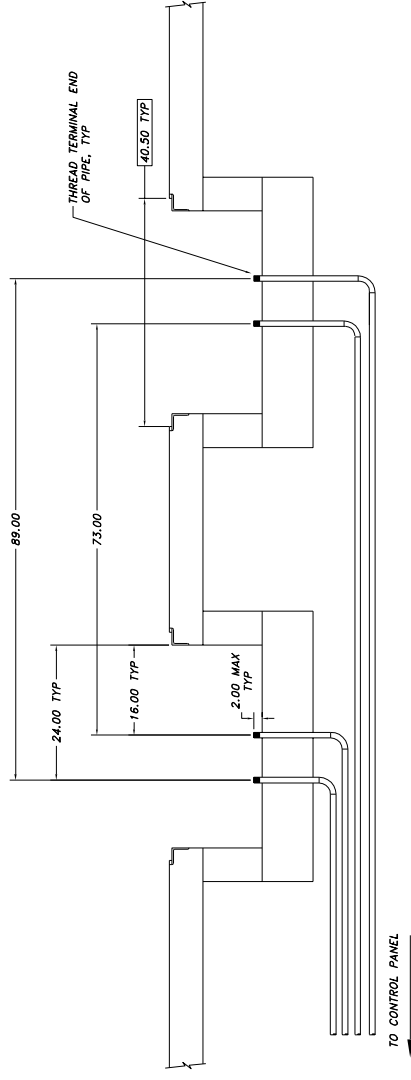 THREAD TERMINAL END
OF PIPE, TYP
40.50 TYP
89.00
73.00
24.00 TYP
16.00 TYP
2.00 MAX
TYP
TO CONTROL PANEL